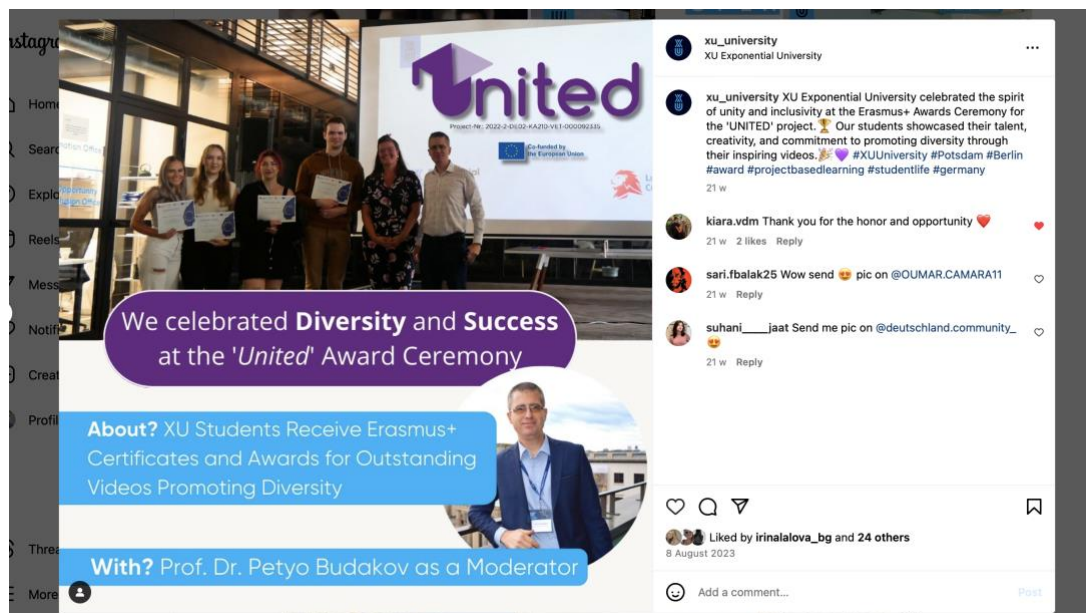 United
Project-Nr.: 2022-2-DE02-KA210-VET-000092335
Co-funded by
the European Union
We celebrated Diversity and Success
at the 'United' Award Ceremony
About? XU Students Receive Erasmus+
Certificates and Awards for Outstanding
Videos Promoting Diversity
With? Prof. Dr. Petyo Budakov as a Moderator
xu_university
XU Exponential University
xu_university XU Exponential University celebrated the spirit
of unity and inclusivity at the Erasmus+ Awards Ceremony for
the 'UNITED' project.🏆 Our students showcased their talent,
creativity, and commitment to promoting diversity through
their inspiring videos.🎉💜 #XUUniversity #Potsdam #Berlin
#award #projectbasedlearning #studentlife #germany
21 w
kiara.vdm Thank you for the honor and opportunity ❤️
21 w 2 likes Reply
sari.fbalak25 Wow send 😍 pic on @OUMAR.CAMARA11
21 w Reply
suhani____jaat Send me pic on @deutschland.community_
😍
21 w Reply
Liked by irinalalova_bg and 24 others
8 August 2023
Add a comment...
Post
nstagra
Home
Searc
Explo
Reels
Mess
Notifi
Creat
Profil
Threa
More